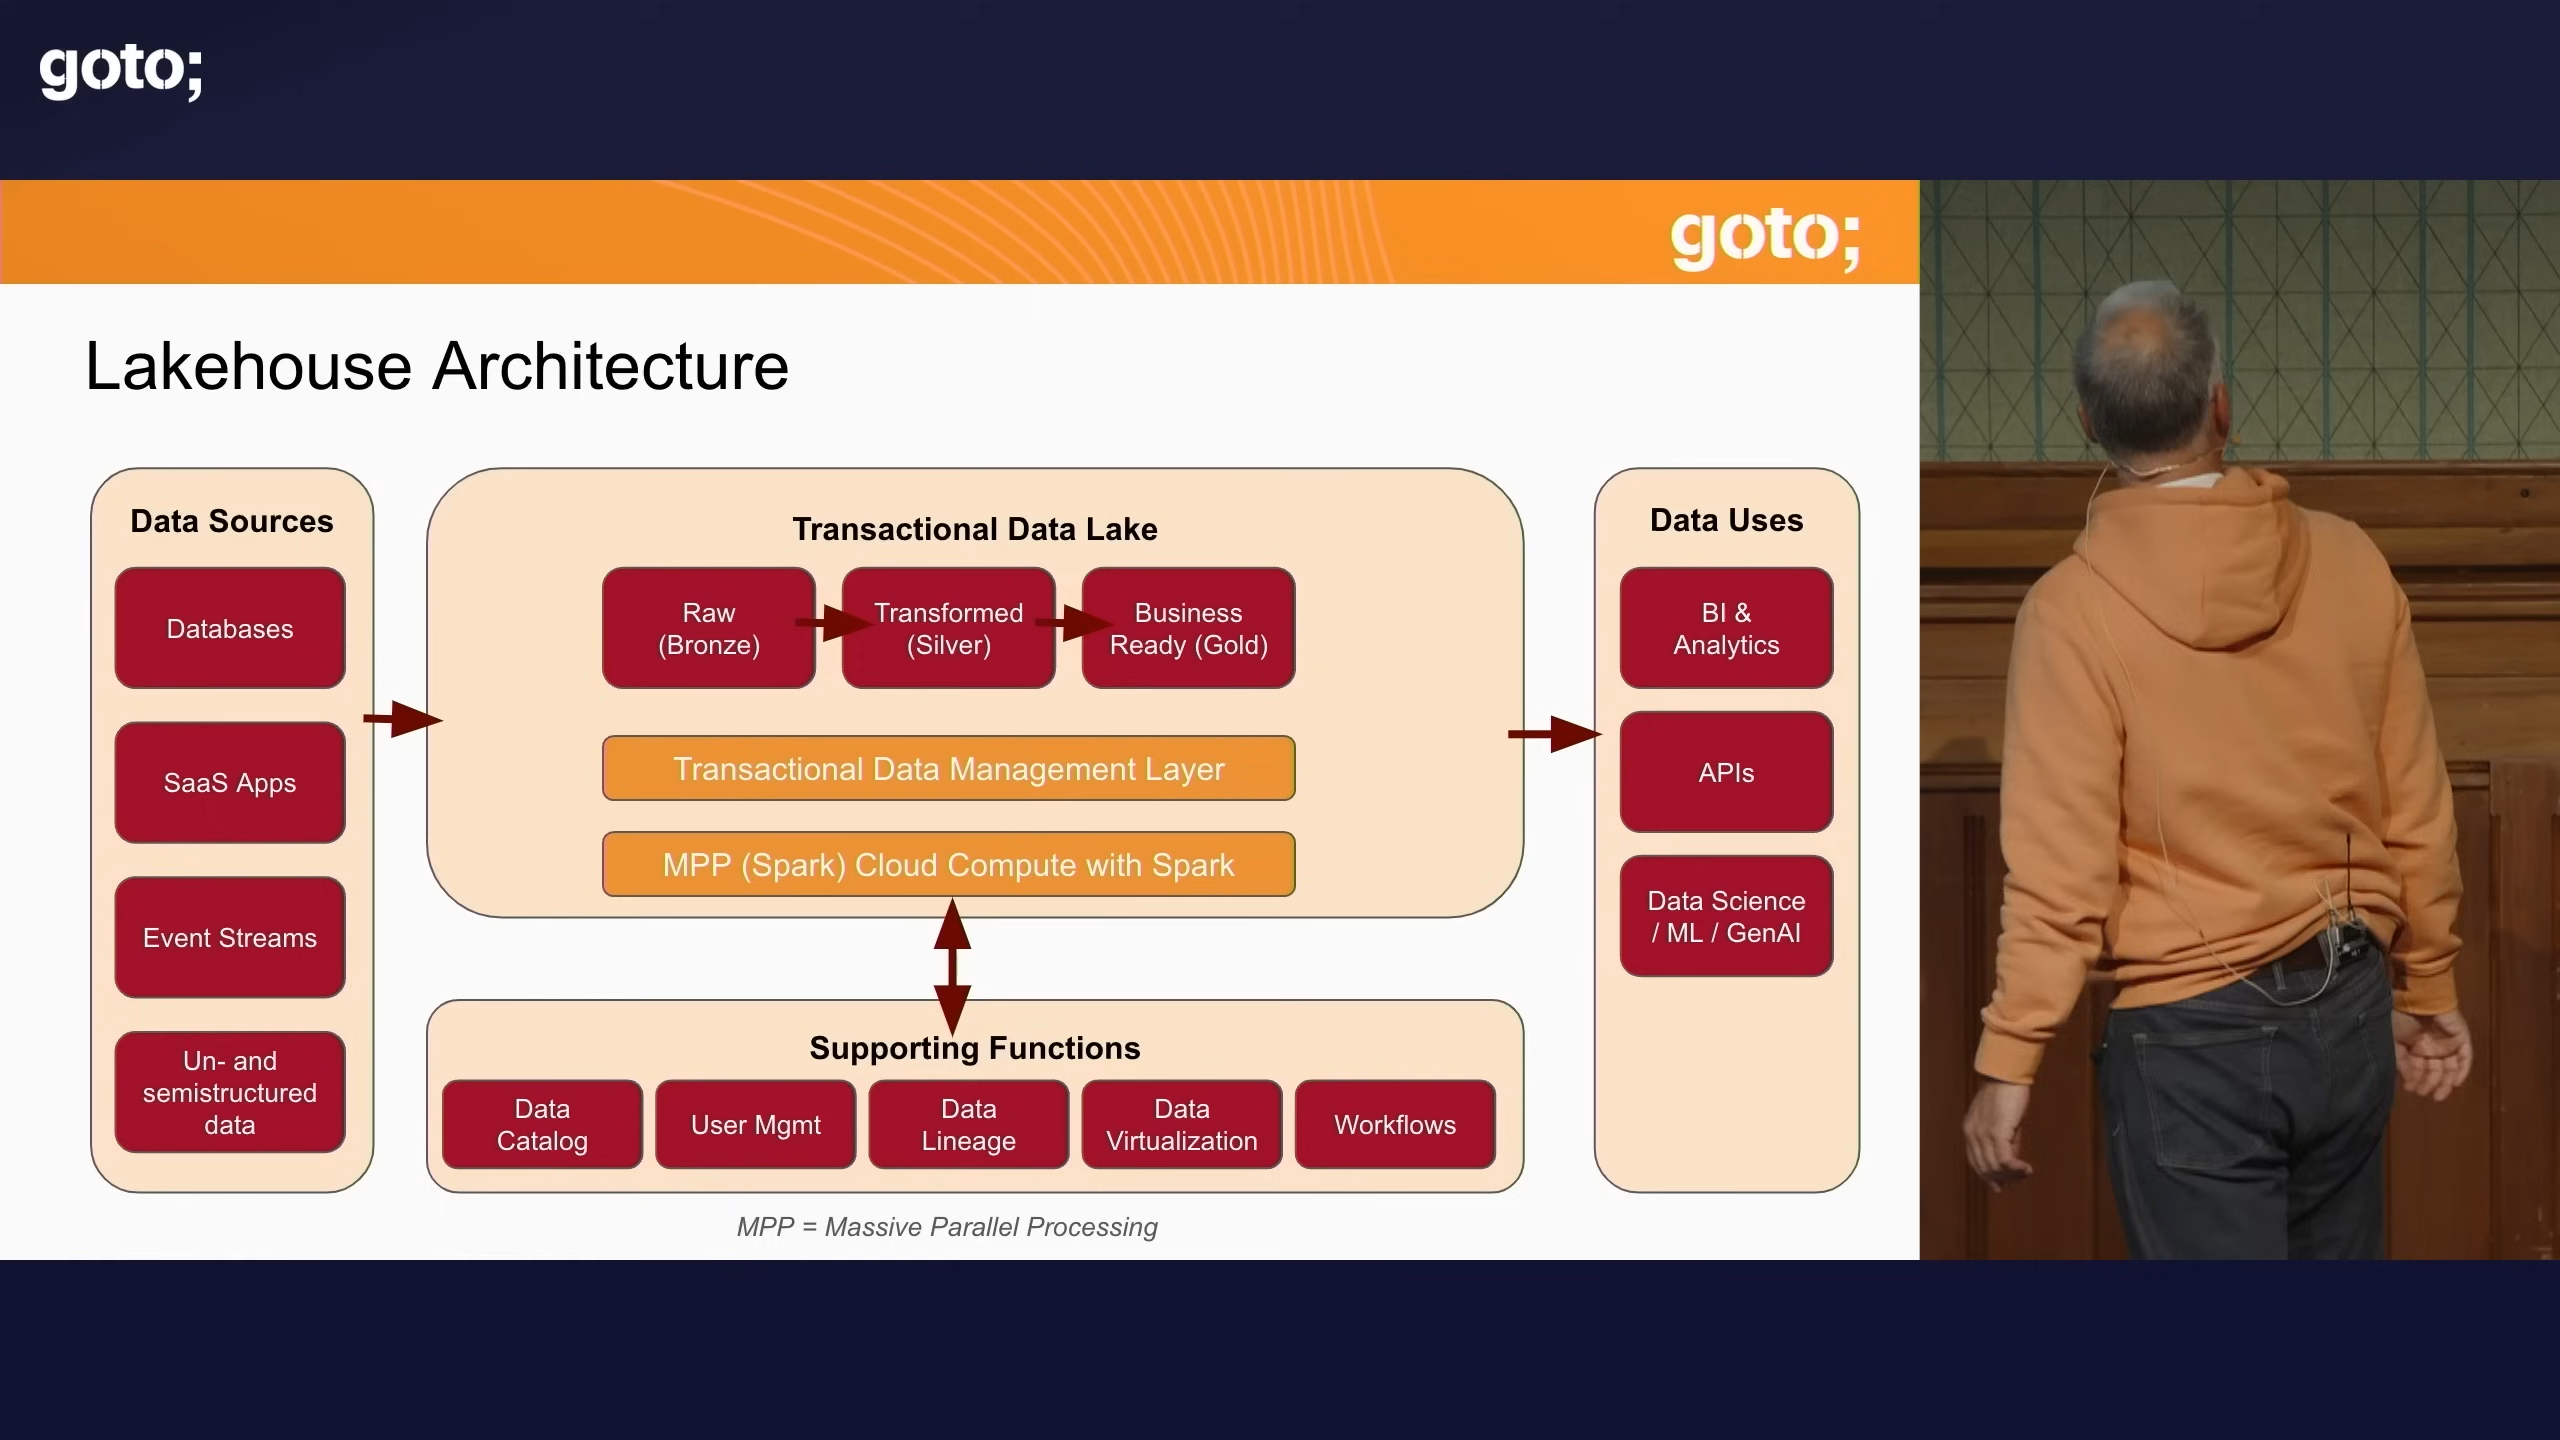 goto;
goto;
Lakehouse Architecture
Data Sources
Databases
SaaS Apps
Event Streams
Un- and
semistructured
data
Transactional Data Lake
Raw
(Bronze)
Transformed
(Silver)
Business
Ready (Gold)
Transactional Data Management Layer
MPP (Spark) Cloud Compute with Spark
Supporting Functions
Data
Catalog
User Mgmt
Data
Lineage
Data
Virtualization
Workflows
Data Uses
BI &
Analytics
APIs
Data Science
/ ML / GenAI
MPP = Massive Parallel Processing